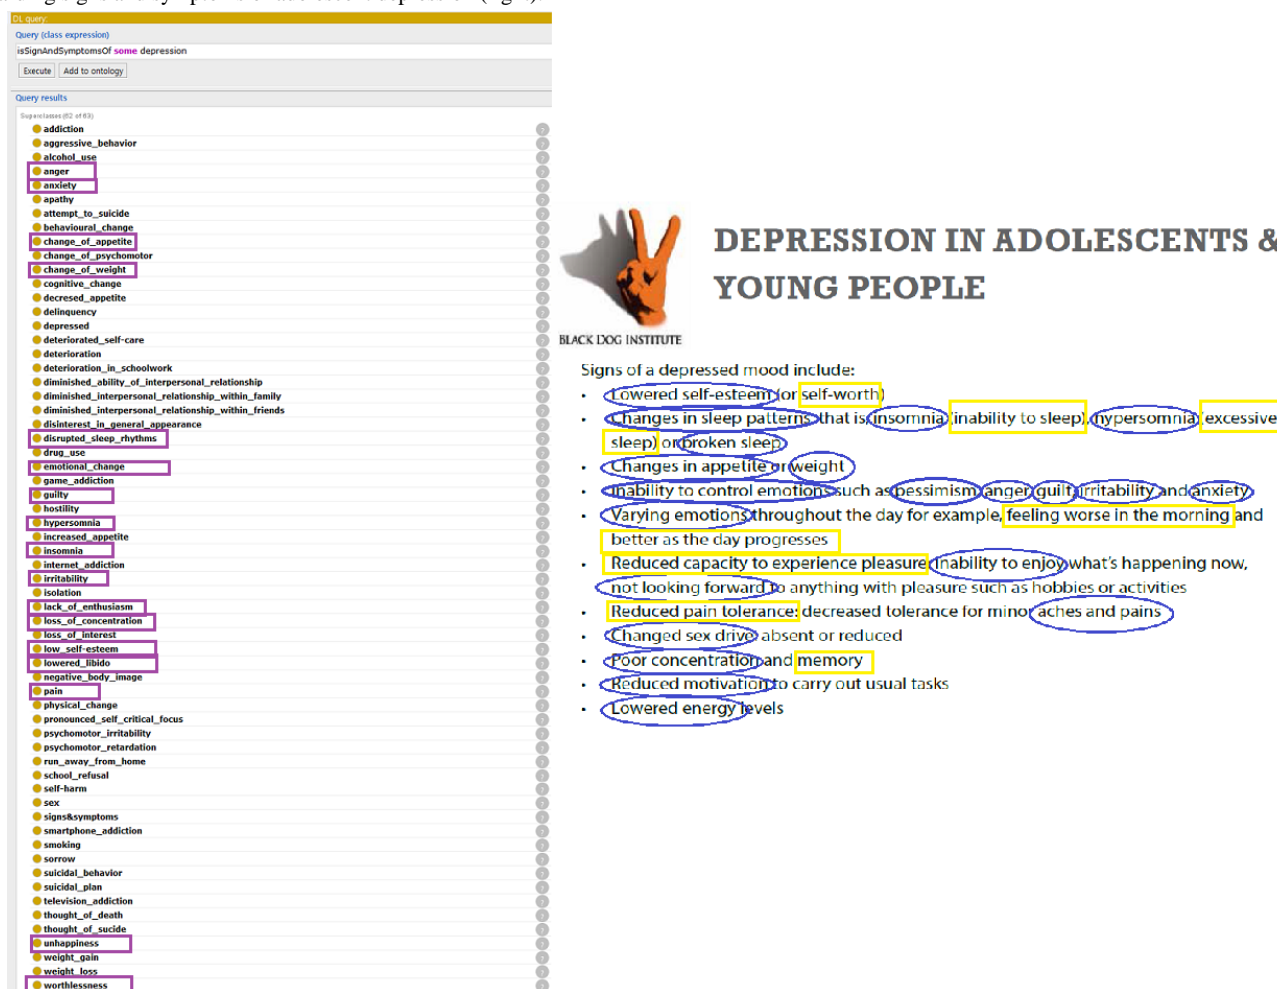 DL query:
Query (class expression)
isSignAndSymptomsOf some depression
Execute Add to ontology
Query results
Superclasses (62 of 63)
addiction
aggressive_behavior
alcohol_use
anger
anxiety
apathy
attempt_to_suicide
behavioural_change
change_of_appetite
change_of_psychomotor
change_of_weight
cognitive_change
decresed_appetite
delinquency
depressed
deteriorated_self-care
deterioration
deterioration_in_schoolwork
diminished_ability_of_interpersonal_relationship
diminished_interpersonal_relationship_within_family
diminished_interpersonal_relationship_within_friends
disinterest_in_general_appearance
disrupted_sleep_rhythms
drug_use
emotional_change
game_addiction
guilty
hostility
hypersomnia
increased_appetite
insomnia
internet_addiction
irritability
isolation
lack_of_enthusiasm
loss_of_concentration
loss_of_interest
low_self-esteem
lowered_libido
negative_body_image
pain
physical_change
pronounced_self_critical_focus
psychomotor_irritability
psychomotor_retardation
run_away_from_home
school_refusal
self-harm
sex
signs&symptoms
smartphone_addiction
smoking
sorrow
suicidal_behavior
suicidal_plan
television_addiction
thought_of_death
thought_of_sucide
unhappiness
weight_gain
weight_loss
worthlessness
BLACK DOG INSTITUTE
DEPRESSION IN ADOLESCENTS &
YOUNG PEOPLE
Signs of a depressed mood include:
• Lowered self-esteem (or self-worth)
• Changes in sleep patterns, that is, insomnia (inability to sleep), hypersomnia (excessive
sleep) or broken sleep
• Changes in appetite or weight
• Inability to control emotions such as pessimism, anger, guilt, irritability and anxiety
• Varying emotions throughout the day for example, feeling worse in the morning and
better as the day progresses
• Reduced capacity to experience pleasure: Inability to enjoy what's happening now,
not looking forward to anything with pleasure such as hobbies or activities
• Reduced pain tolerance: decreased tolerance for minor aches and pains
• Changed sex drive: absent or reduced
• Poor concentration and memory
• Reduced motivation to carry out usual tasks
• Lowered energy levels